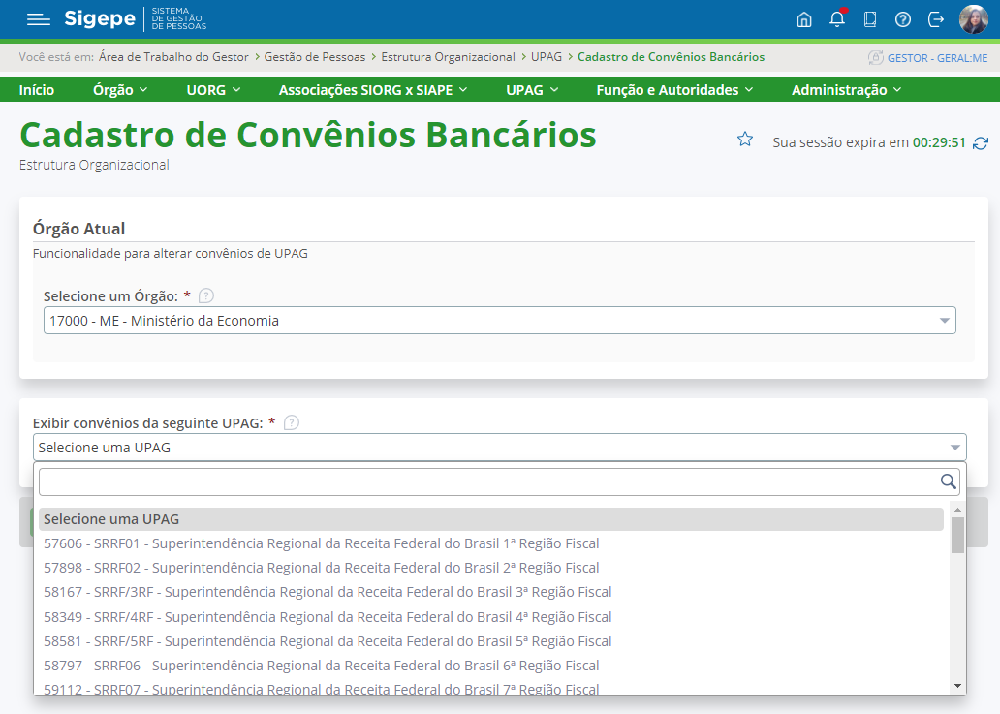 Sigepe
SISTEMA
DE GESTÃO
DE PESSOAS
Você está em: Área de Trabalho do Gestor > Gestão de Pessoas > Estrutura Organizacional > UPAG > Cadastro de Convênios Bancários
GESTOR - GERAL:ME
Início Órgão UORG Associações SIORG x SIAPE UPAG Função e Autoridades Administração
Cadastro de Convênios Bancários
Sua sessão expira em 00:29:51
Estrutura Organizacional
Órgão Atual
Funcionalidade para alterar convênios de UPAG
Selecione um Órgão: * ?
17000 - ME - Ministério da Economia
Exibir convênios da seguinte UPAG: * ?
Selecione uma UPAG
Selecione uma UPAG
57606 - SRRF01 - Superintendência Regional da Receita Federal do Brasil 1ª Região Fiscal
57898 - SRRF02 - Superintendência Regional da Receita Federal do Brasil 2ª Região Fiscal
58167 - SRRF/3RF - Superintendência Regional da Receita Federal do Brasil 3ª Região Fiscal
58349 - SRRF/4RF - Superintendência Regional da Receita Federal do Brasil 4ª Região Fiscal
58581 - SRRF/5RF - Superintendência Regional da Receita Federal do Brasil 5ª Região Fiscal
58797 - SRRF06 - Superintendência Regional da Receita Federal do Brasil 6ª Região Fiscal
59112 - SRRF07 - Superintendência Regional da Receita Federal do Brasil 7ª Região Fiscal